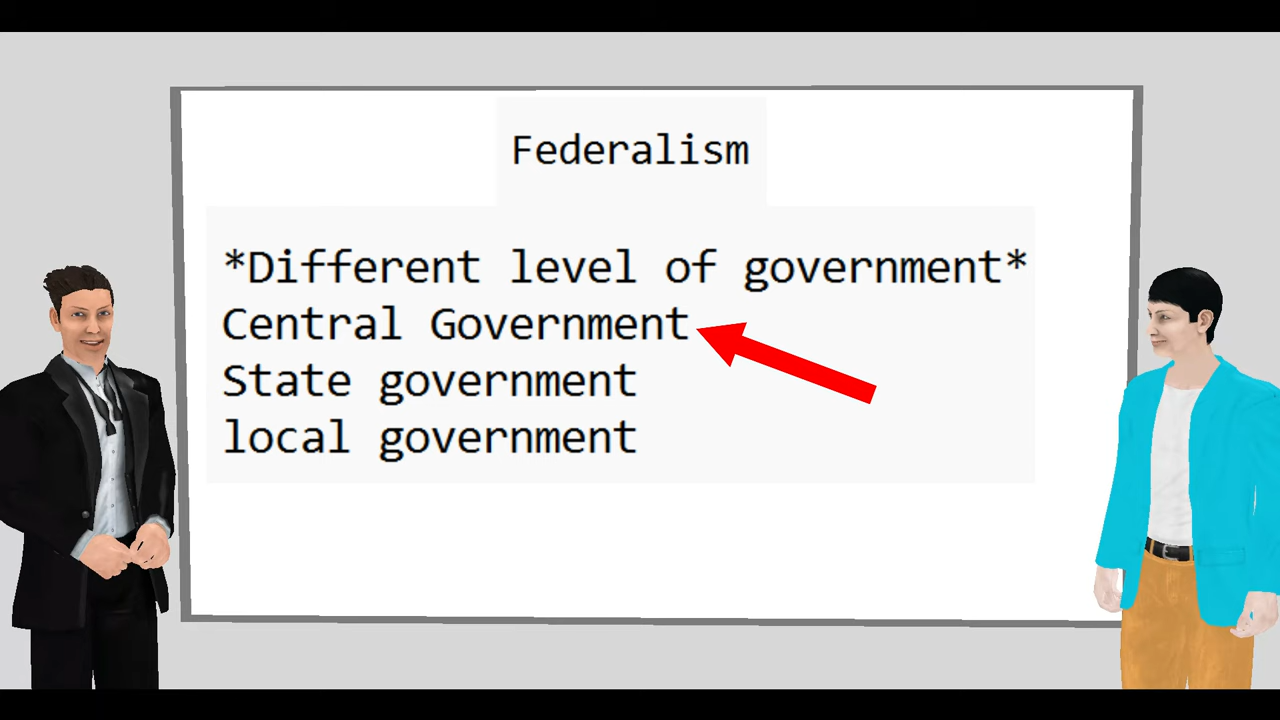 Federalism
*Different level of government*
Central Government
State government
local government